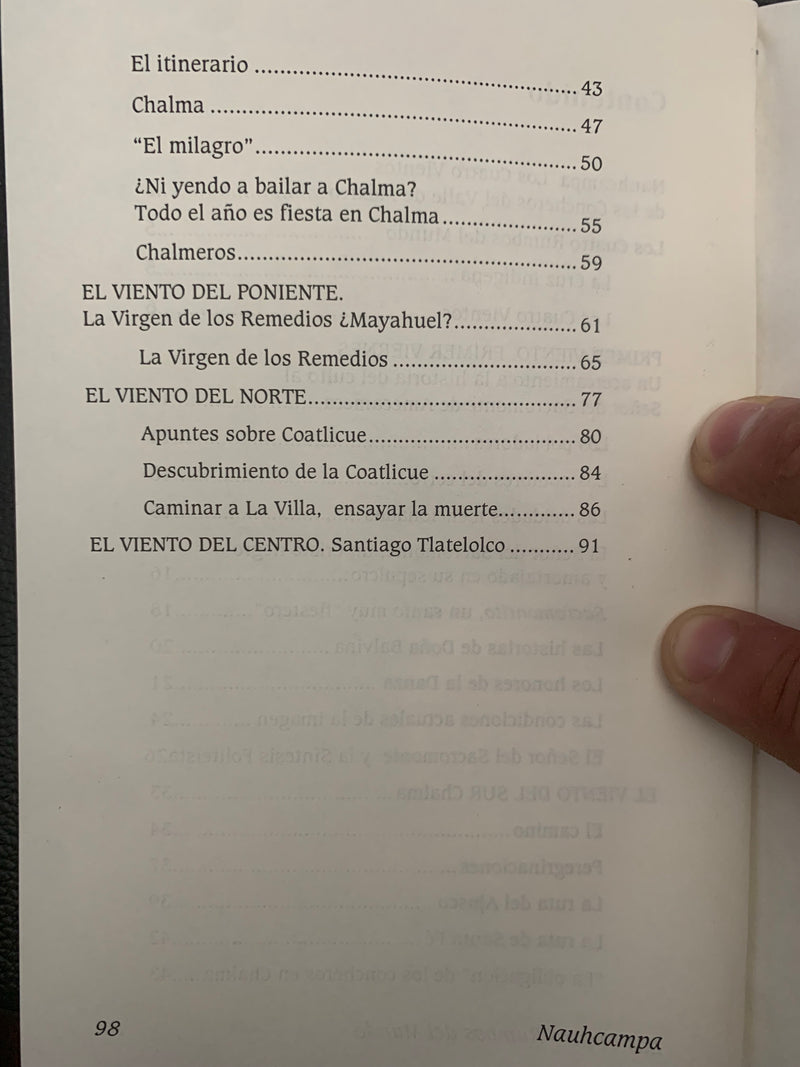 El itinerario ........................................................ 43
Chalma ............................................................... 47
“El milagro”......................................................... 50
¿Ni yendo a bailar a Chalma?
Todo el año es fiesta en Chalma...................... 55
Chalmeros........................................................... 59
EL VIENTO DEL PONIENTE.
La Virgen de los Remedios ¿Mayahuel?.................... 61
La Virgen de los Remedios ............................... 65
EL VIENTO DEL NORTE............................................. 77
Apuntes sobre Coatlicue................................... 80
Descubrimiento de la Coatlicue ........................ 84
Caminar a La Villa, ensayar la muerte............. 86
EL VIENTO DEL CENTRO. Santiago Tlatelolco ........... 91
98
Nauhcampa